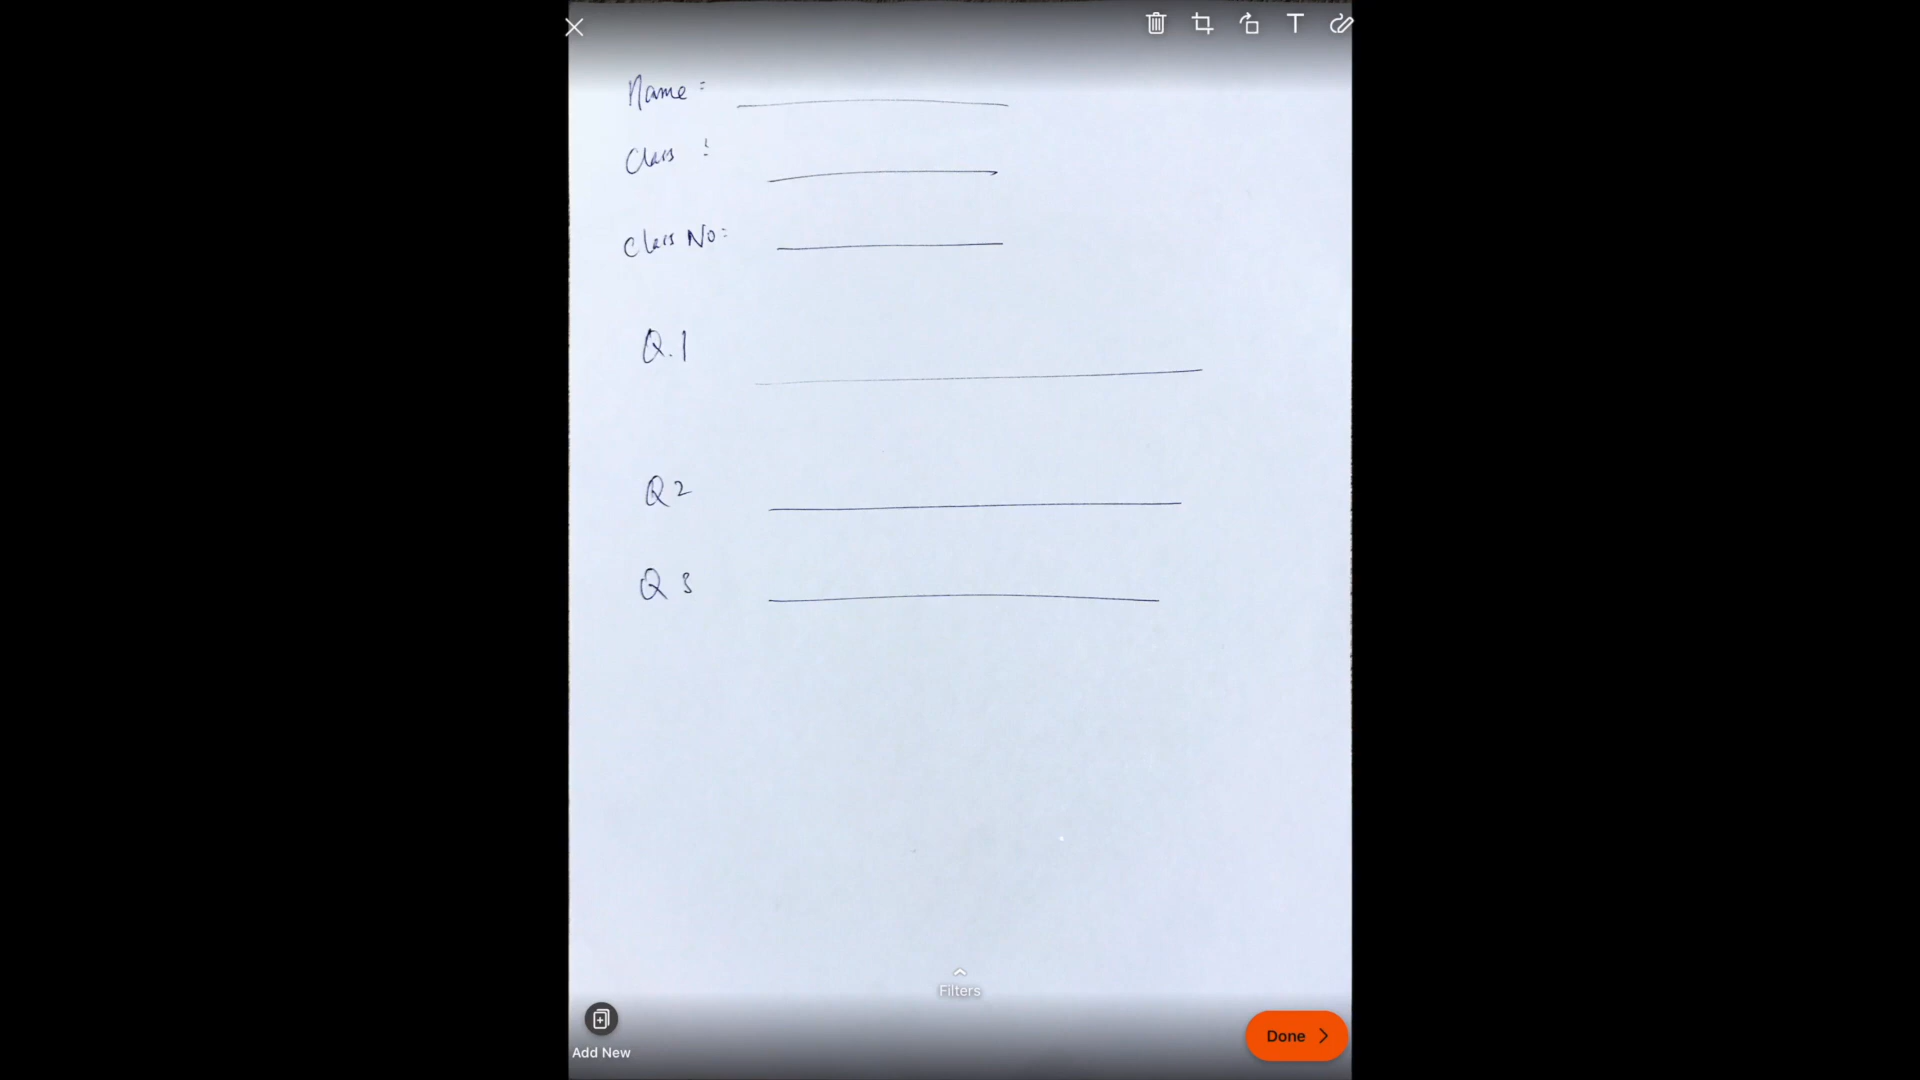 Name:
Class :
Class No:
Q.1
Q 2
Q 3
Filters
Add New
Done